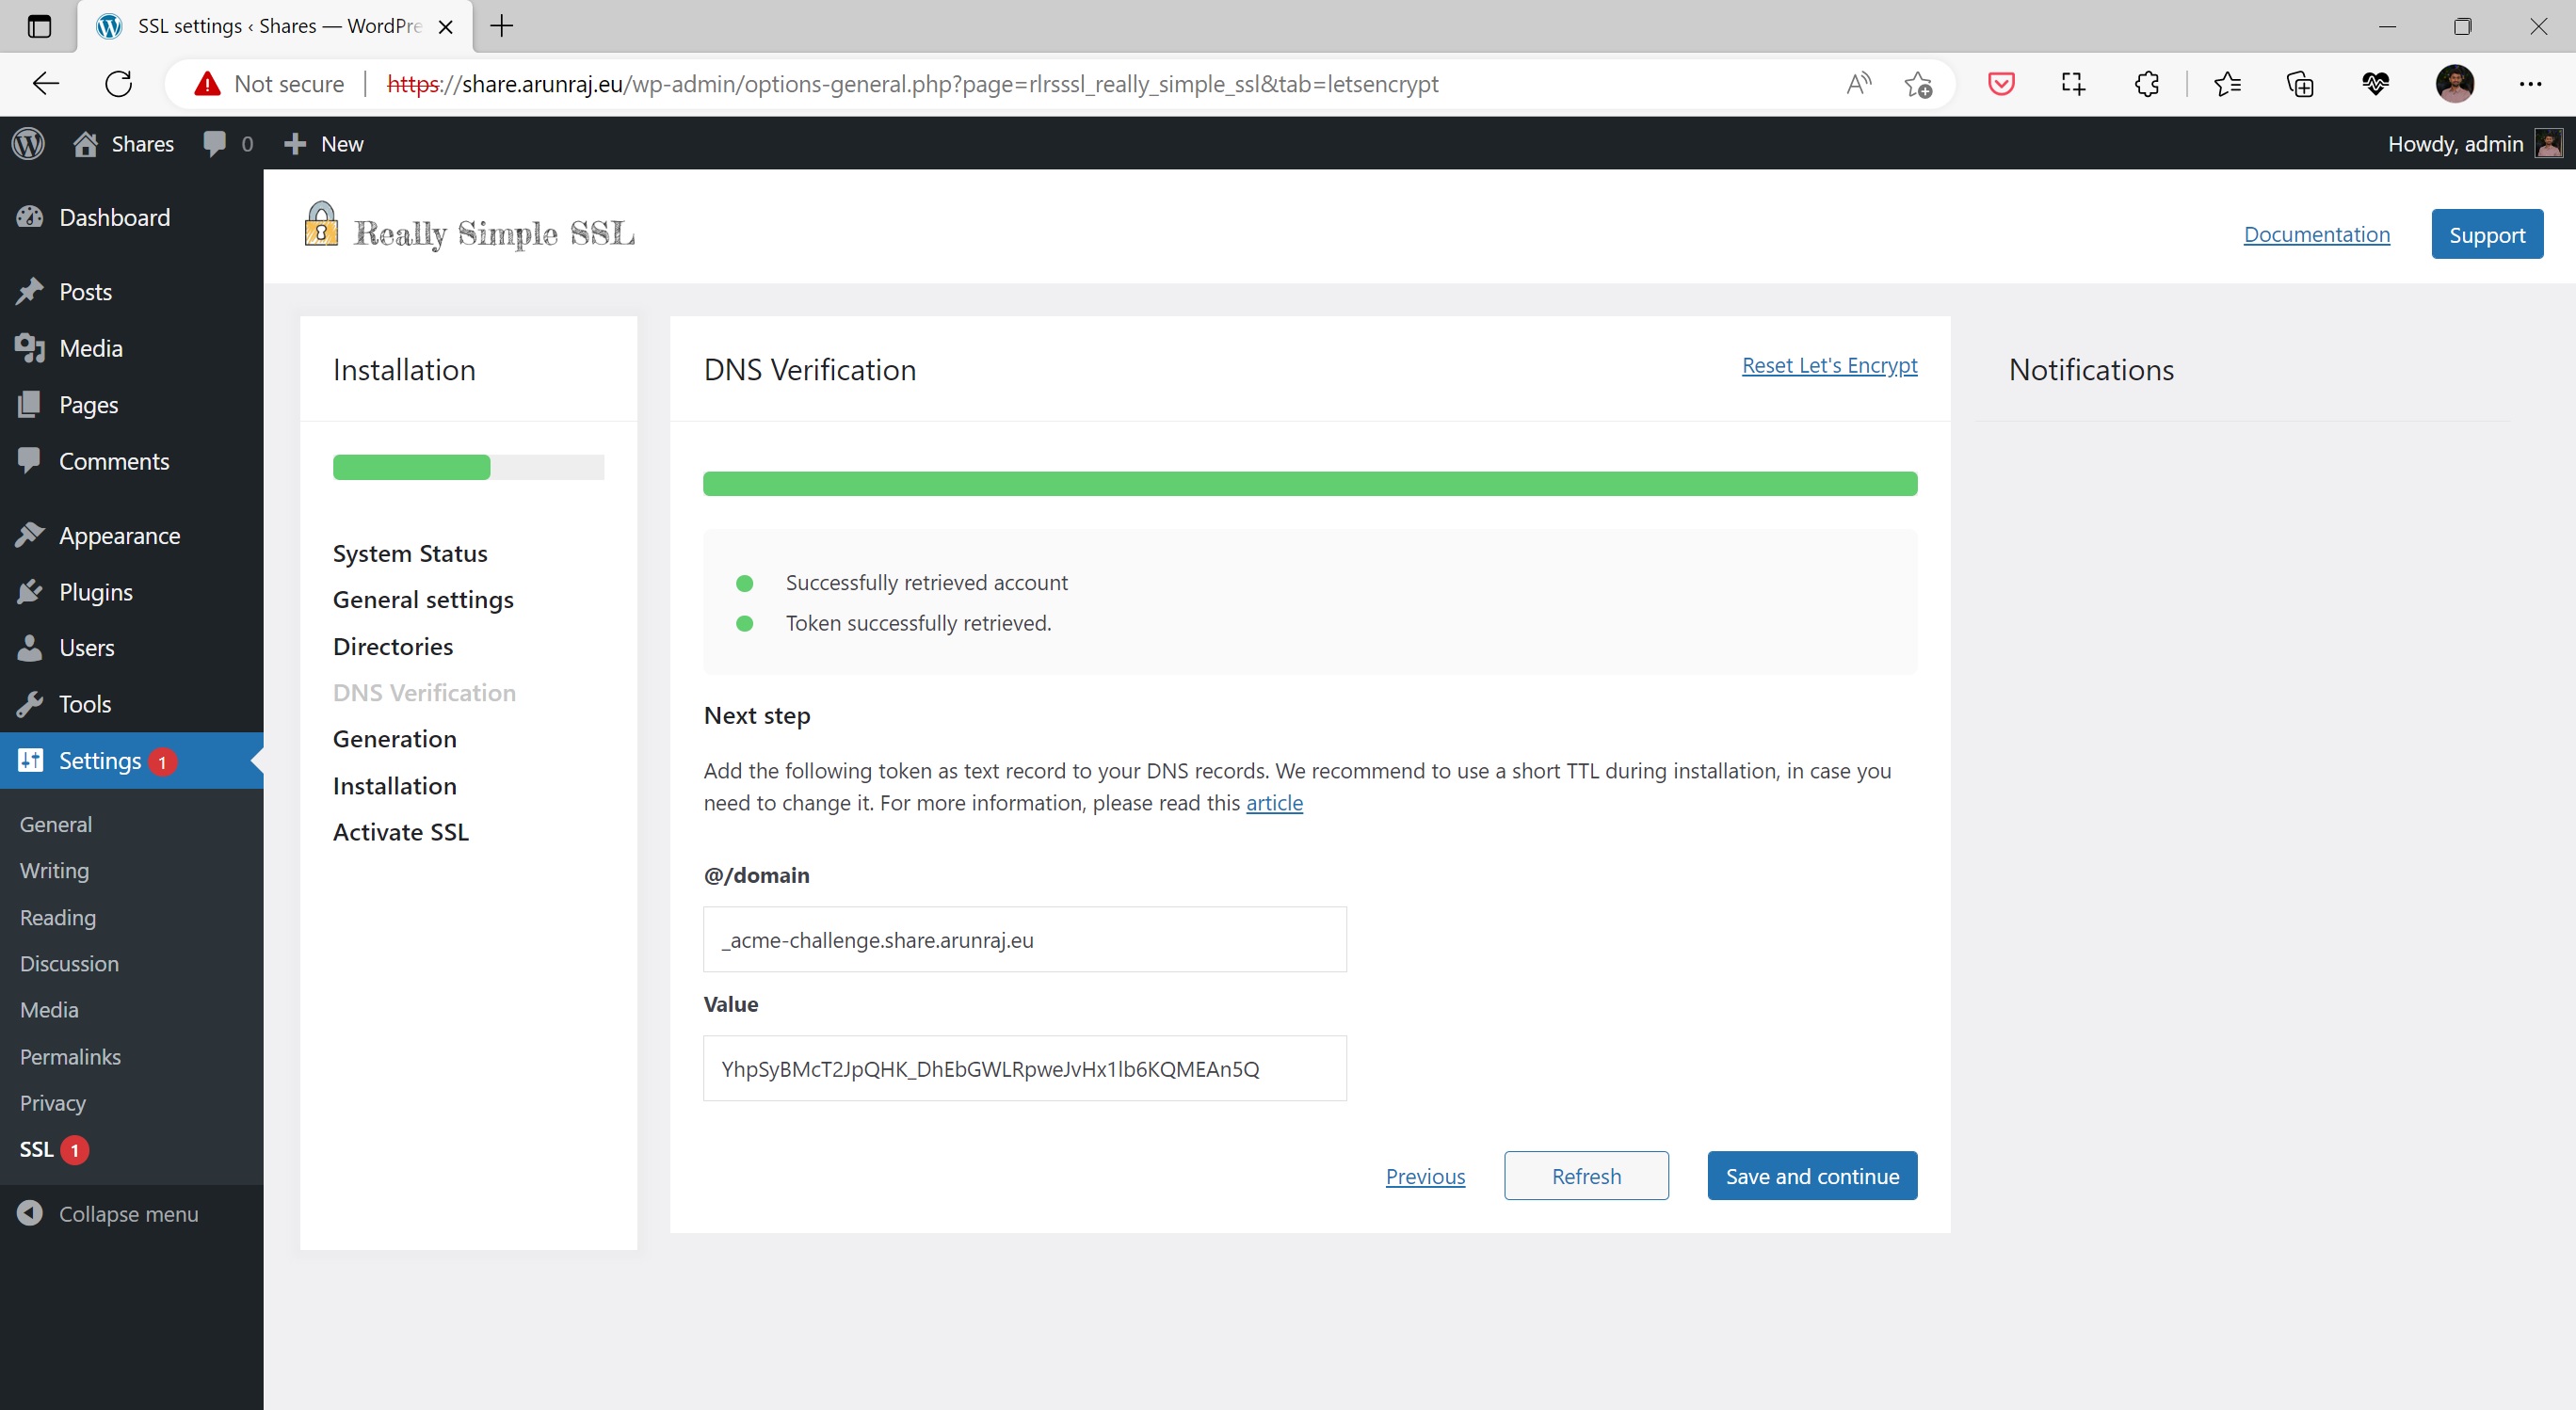 SSL settings ‹ Shares — WordPre
Not secure
https://share.arunraj.eu/wp-admin/options-general.php?page=rlrsssl_really_simple_ssl&tab=letsencrypt
Shares
0
New
Howdy, admin
Dashboard
Posts
Media
Pages
Comments
Appearance
Plugins
Users
Tools
Settings 1
General
Writing
Reading
Discussion
Media
Permalinks
Privacy
SSL 1
Collapse menu
Really Simple SSL
Documentation
Support
Installation
System Status
General settings
Directories
DNS Verification
Generation
Installation
Activate SSL
DNS Verification
Reset Let's Encrypt
Successfully retrieved account
Token successfully retrieved.
Next step
Add the following token as text record to your DNS records. We recommend to use a short TTL during installation, in case you
need to change it. For more information, please read this article
@/domain
_acme-challenge.share.arunraj.eu
Value
YhpSyBMcT2JpQHK_DhEbGWLRpweJvHx1lb6KQMEAn5Q
Previous
Refresh
Save and continue
Notifications